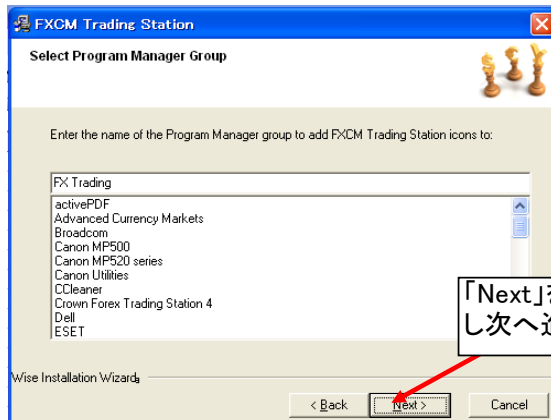 FXCM Trading Station
Select Program Manager Group
Enter the name of the Program Manager group to add FXCM Trading Station icons to:
FX Trading
activePDF
Advanced Currency Markets
Broadcom
Canon MP500
Canon MP520 series
Canon Utilities
CCleaner
Crown Forex Trading Station 4
Dell
ESET
「Next」を
し次へ進
Wise Installation Wizard
< Back
Next >
Cancel